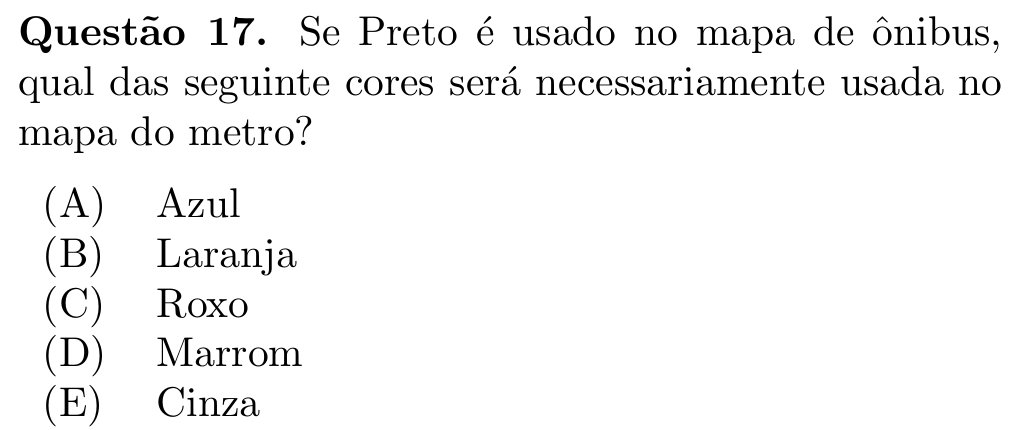 Questão 17. Se Preto é usado no mapa de ônibus,
qual das seguinte cores será necessariamente usada no
mapa do metro?
(A) Azul
(B) Laranja
(C) Roxo
(D) Marrom
(E) Cinza